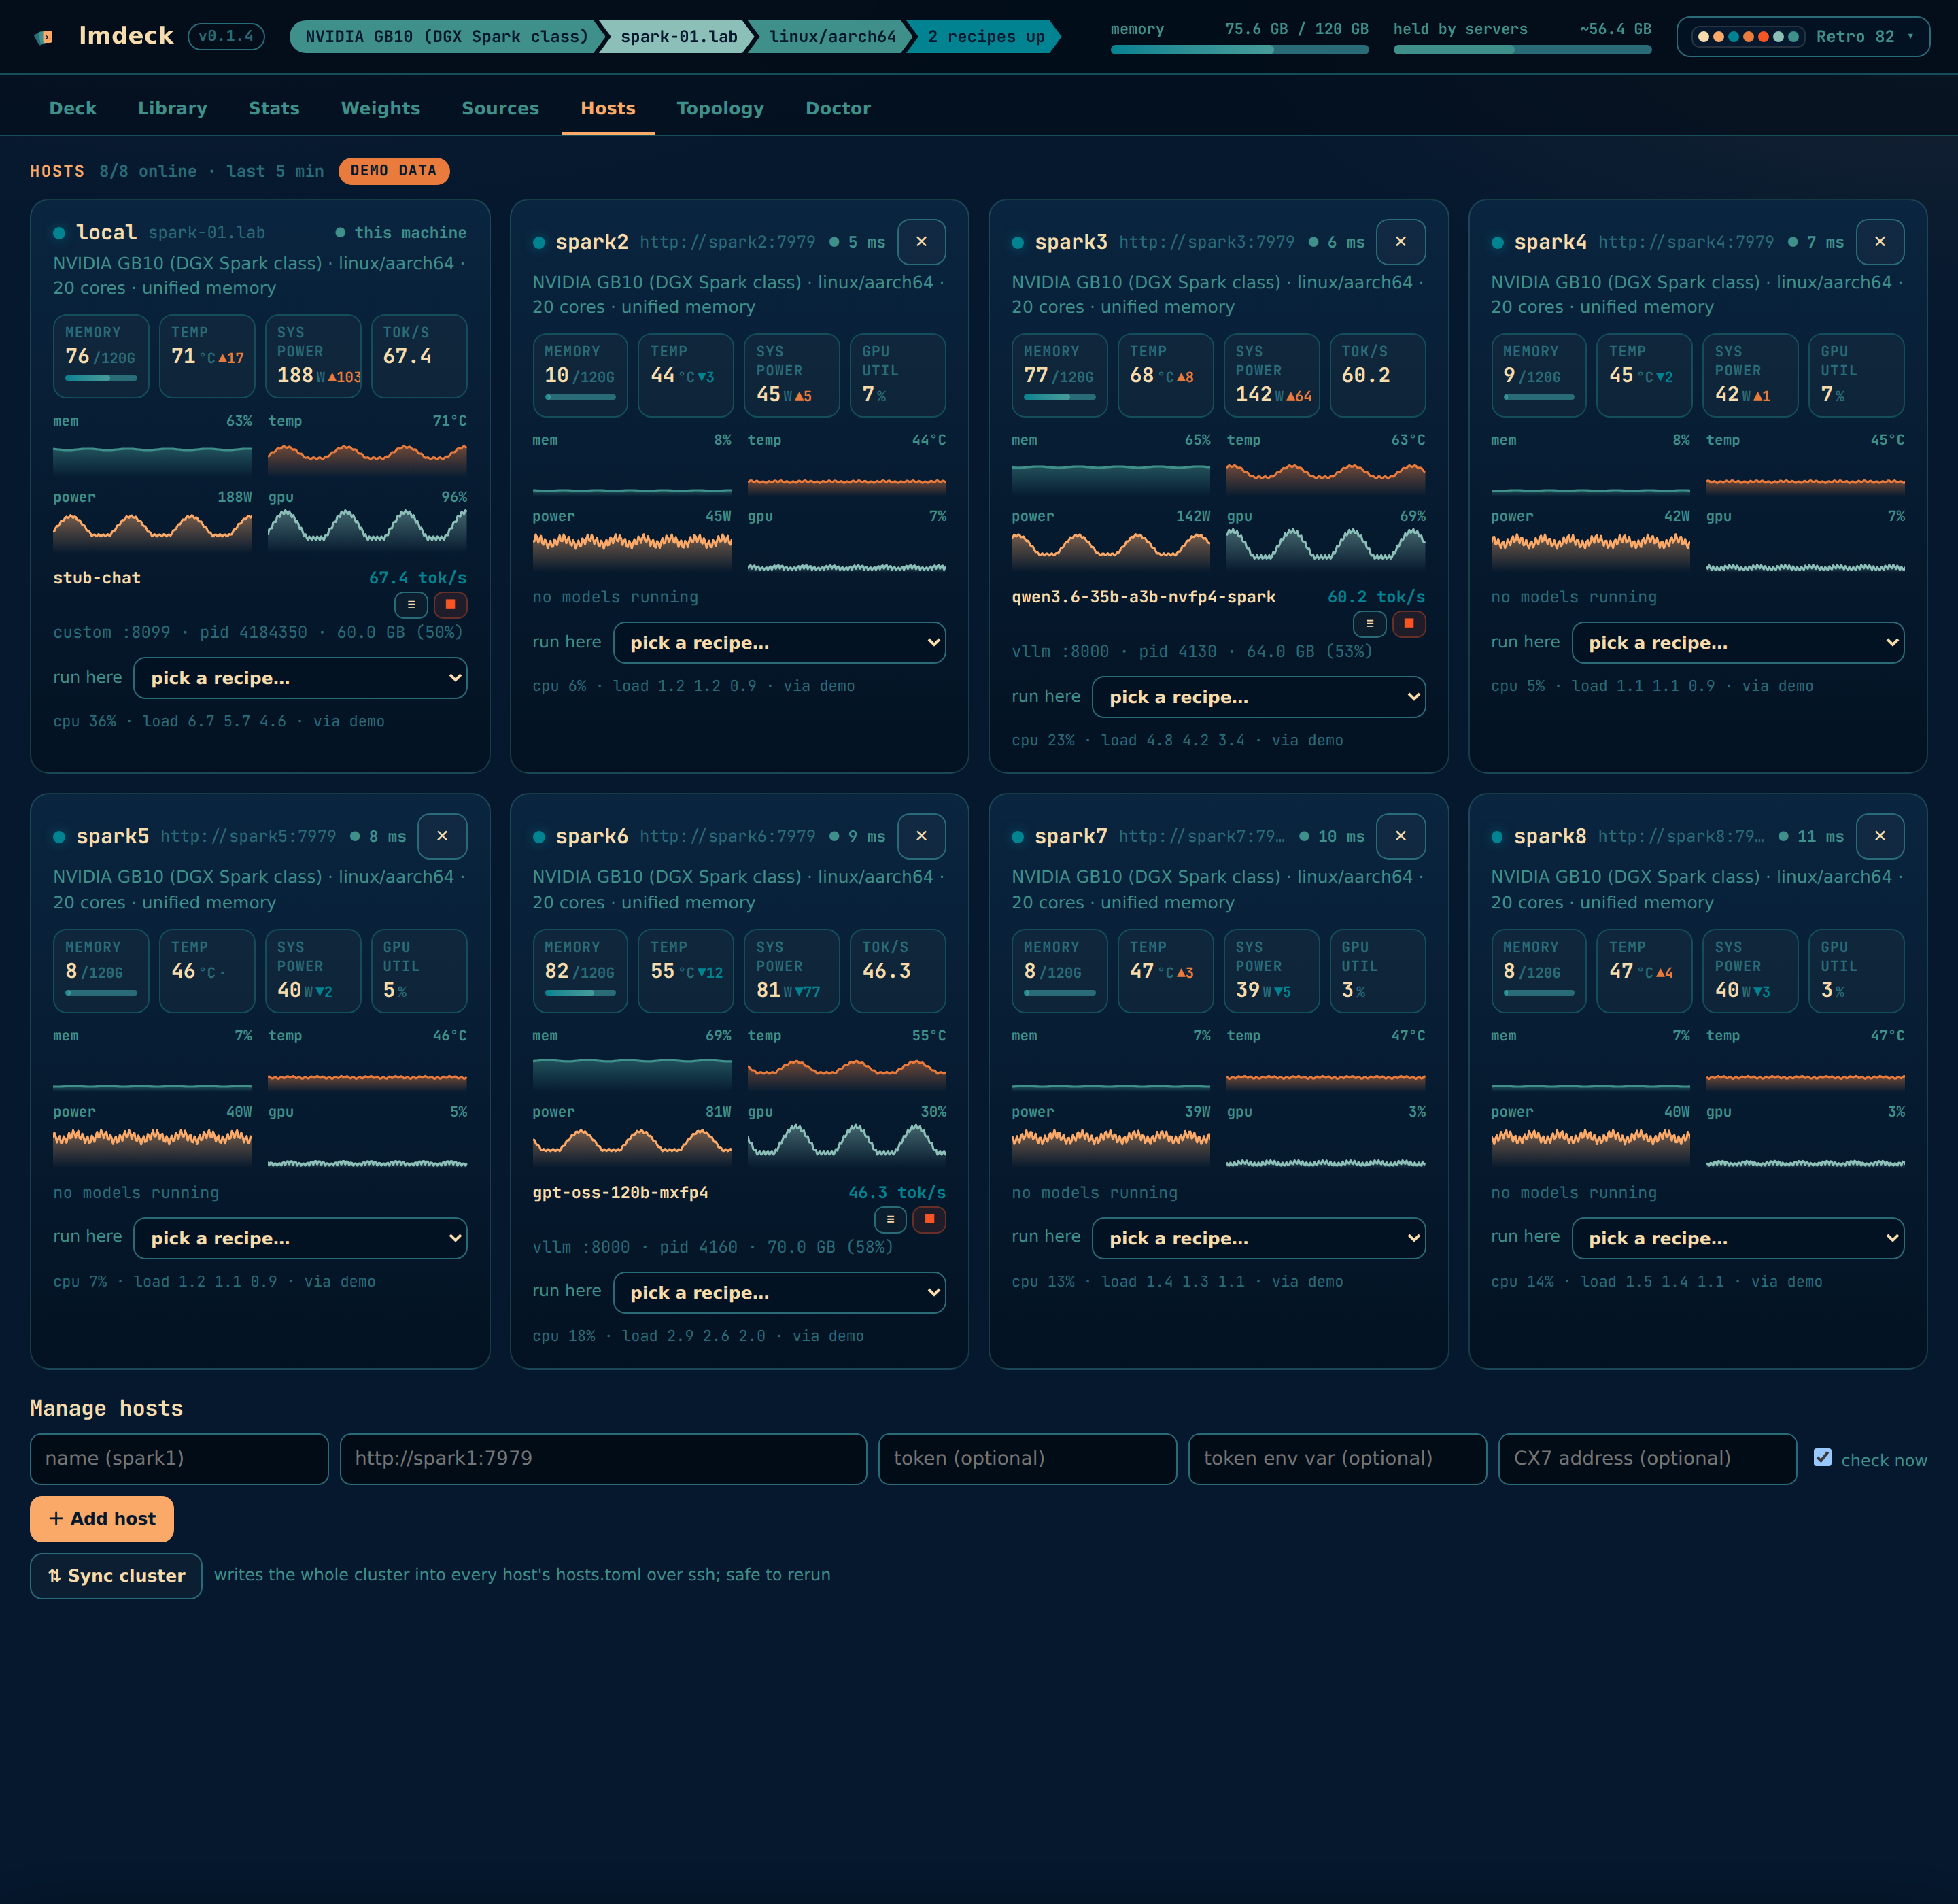 lmdeck v0.1.4 NVIDIA GB10 (DGX Spark class) spark-01.lab linux/aarch64 2 recipes up memory 75.6 GB / 120 GB held by servers ~56.4 GB Retro 82 ▾
Deck Library Stats Weights Sources Hosts Topology Doctor
HOSTS 8/8 online · last 5 min DEMO DATA
local spark-01.lab ● this machine
NVIDIA GB10 (DGX Spark class) · linux/aarch64 ·
20 cores · unified memory
MEMORY 76/120G
TEMP 71°C▲17
SYS POWER 188W▲103
TOK/S 67.4
mem 63% temp 71°C
power 188W gpu 96%
stub-chat 67.4 tok/s
≡ ■
custom :8099 · pid 4184350 · 60.0 GB (50%)
run here pick a recipe…
cpu 36% · load 6.7 5.7 4.6 · via demo
spark2 http://spark2:7979 ● 5 ms ✕
NVIDIA GB10 (DGX Spark class) · linux/aarch64 ·
20 cores · unified memory
MEMORY 10/120G
TEMP 44°C▼3
SYS POWER 45W▲5
GPU UTIL 7%
mem 8% temp 44°C
power 45W gpu 7%
no models running
run here pick a recipe…
cpu 6% · load 1.2 1.2 0.9 · via demo
spark3 http://spark3:7979 ● 6 ms ✕
NVIDIA GB10 (DGX Spark class) · linux/aarch64 ·
20 cores · unified memory
MEMORY 77/120G
TEMP 68°C▲8
SYS POWER 142W▲64
TOK/S 60.2
mem 65% temp 63°C
power 142W gpu 69%
qwen3.6-35b-a3b-nvfp4-spark 60.2 tok/s
≡ ■
vllm :8000 · pid 4130 · 64.0 GB (53%)
run here pick a recipe…
cpu 23% · load 4.8 4.2 3.4 · via demo
spark4 http://spark4:7979 ● 7 ms ✕
NVIDIA GB10 (DGX Spark class) · linux/aarch64 ·
20 cores · unified memory
MEMORY 9/120G
TEMP 45°C▼2
SYS POWER 42W▲1
GPU UTIL 7%
mem 8% temp 45°C
power 42W gpu 7%
no models running
run here pick a recipe…
cpu 5% · load 1.1 1.1 0.9 · via demo
spark5 http://spark5:7979 ● 8 ms ✕
NVIDIA GB10 (DGX Spark class) · linux/aarch64 ·
20 cores · unified memory
MEMORY 8/120G
TEMP 46°C·
SYS POWER 40W▼2
GPU UTIL 5%
mem 7% temp 46°C
power 40W gpu 5%
no models running
run here pick a recipe…
cpu 7% · load 1.2 1.1 0.9 · via demo
spark6 http://spark6:7979 ● 9 ms ✕
NVIDIA GB10 (DGX Spark class) · linux/aarch64 ·
20 cores · unified memory
MEMORY 82/120G
TEMP 55°C▼12
SYS POWER 81W▼77
TOK/S 46.3
mem 69% temp 55°C
power 81W gpu 30%
gpt-oss-120b-mxfp4 46.3 tok/s
≡ ■
vllm :8000 · pid 4160 · 70.0 GB (58%)
run here pick a recipe…
cpu 18% · load 2.9 2.6 2.0 · via demo
spark7 http://spark7:79… ● 10 ms ✕
NVIDIA GB10 (DGX Spark class) · linux/aarch64 ·
20 cores · unified memory
MEMORY 8/120G
TEMP 47°C▲3
SYS POWER 39W▼5
GPU UTIL 3%
mem 7% temp 47°C
power 39W gpu 3%
no models running
run here pick a recipe…
cpu 13% · load 1.4 1.3 1.1 · via demo
spark8 http://spark8:79… ● 11 ms ✕
NVIDIA GB10 (DGX Spark class) · linux/aarch64 ·
20 cores · unified memory
MEMORY 8/120G
TEMP 47°C▲4
SYS POWER 40W▼3
GPU UTIL 3%
mem 7% temp 47°C
power 40W gpu 3%
no models running
run here pick a recipe…
cpu 14% · load 1.5 1.4 1.1 · via demo
Manage hosts
name (spark1) http://spark1:7979 token (optional) token env var (optional) CX7 address (optional) check now
+ Add host
⇅ Sync cluster writes the whole cluster into every host's hosts.toml over ssh; safe to rerun